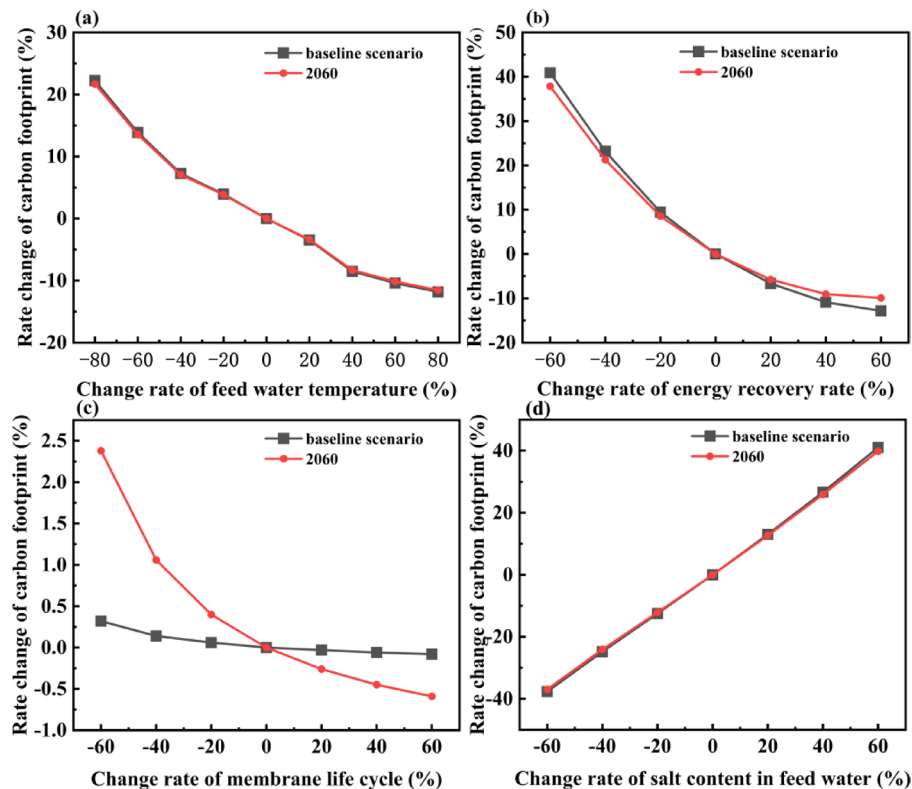 (a)
Rate change of carbon footprint (%)
30
20
10
0
-10
-20
baseline scenario
2060
-80 -60 -40 -20 0 20 40 60 80
Change rate of feed water temperature (%)
(b)
Rate change of carbon footprint (%)
50
40
30
20
10
0
-10
-20
baseline scenario
2060
-60 -40 -20 0 20 40 60
Change rate of energy recovery rate (%)
(c)
Rate change of carbon footprint (%)
2.5
2.0
1.5
1.0
0.5
0.0
-0.5
-1.0
baseline scenario
2060
-60 -40 -20 0 20 40 60
Change rate of membrane life cycle (%)
(d)
Rate change of carbon footprint (%)
40
20
0
-20
-40
baseline scenario
2060
-60 -40 -20 0 20 40 60
Change rate of salt content in feed water (%)